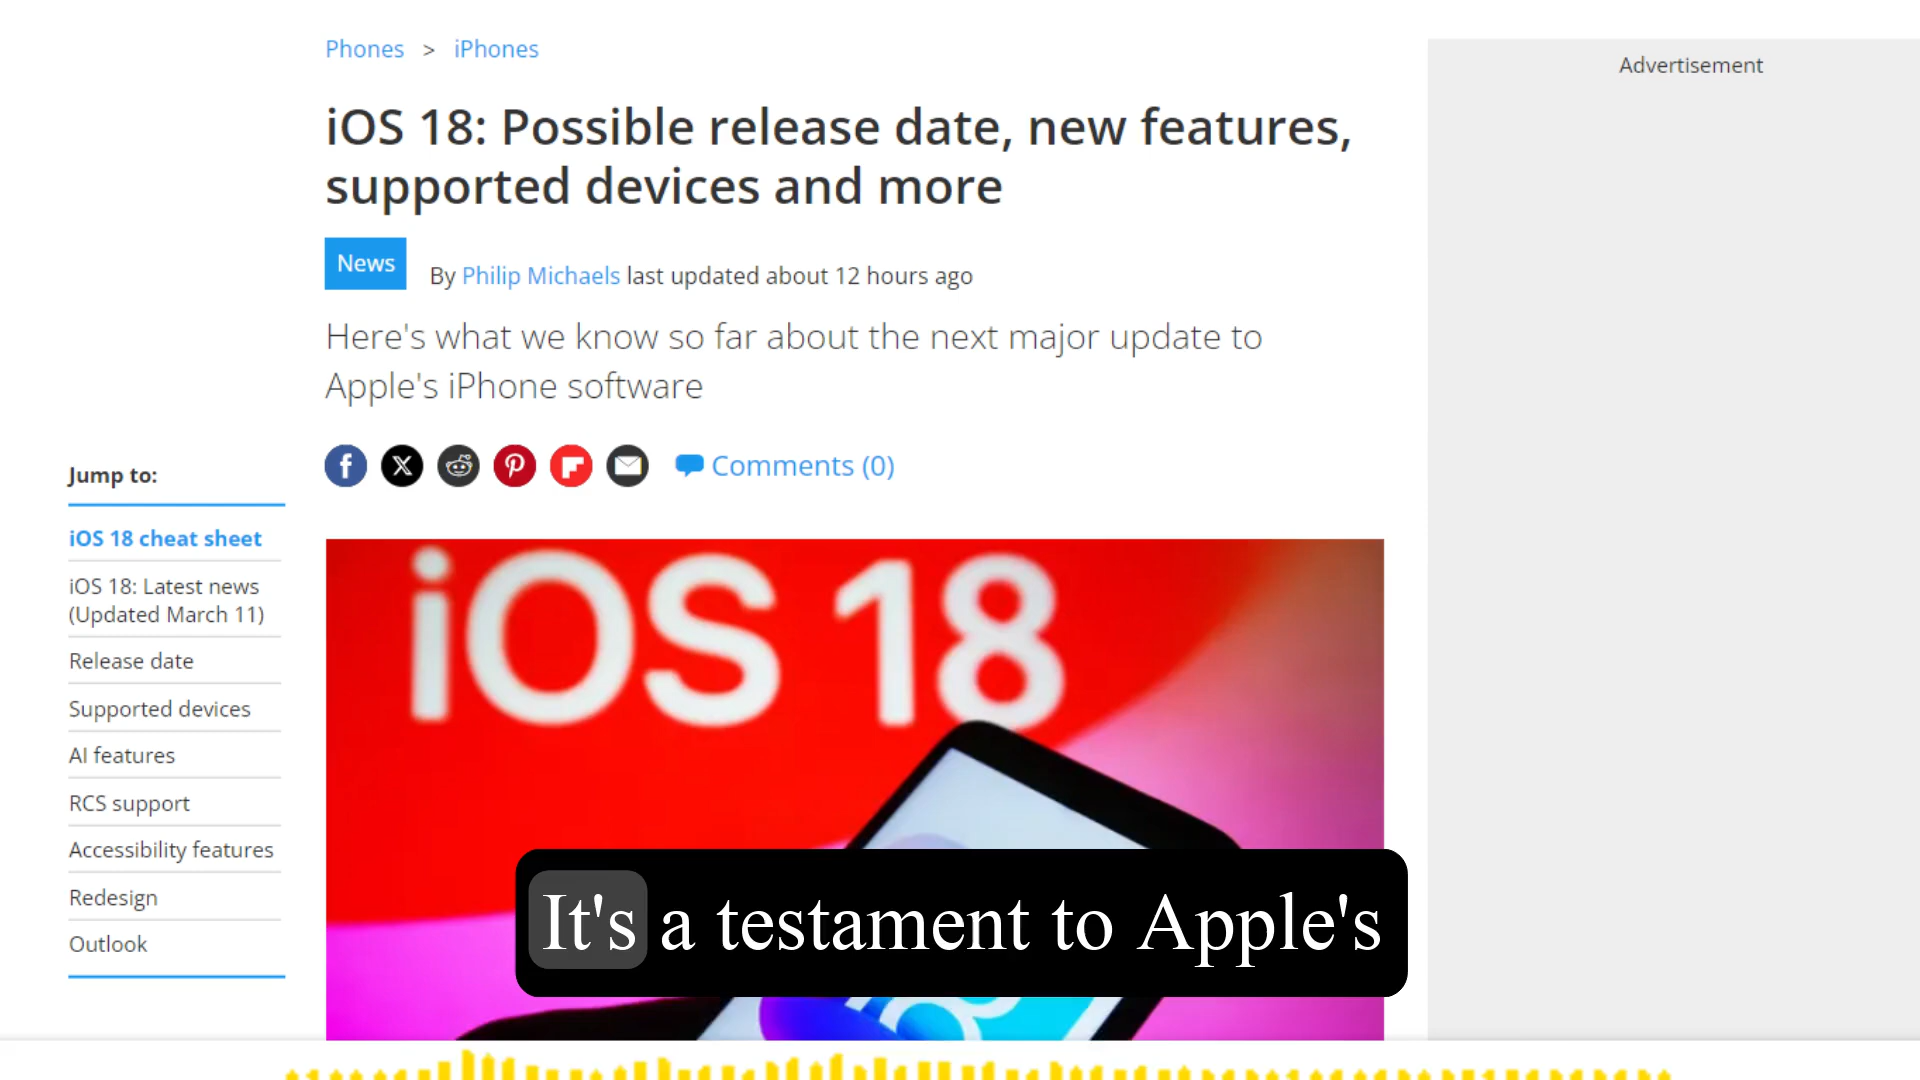 Phones > iPhones
Advertisement
iOS 18: Possible release date, new features,
supported devices and more
News
By Philip Michaels last updated about 12 hours ago
Here's what we know so far about the next major update to
Apple's iPhone software
Comments (0)
Jump to:
iOS 18 cheat sheet
iOS 18: Latest news
(Updated March 11)
Release date
Supported devices
AI features
RCS support
Accessibility features
Redesign
Outlook
iOS 18
It's a testament to Apple's